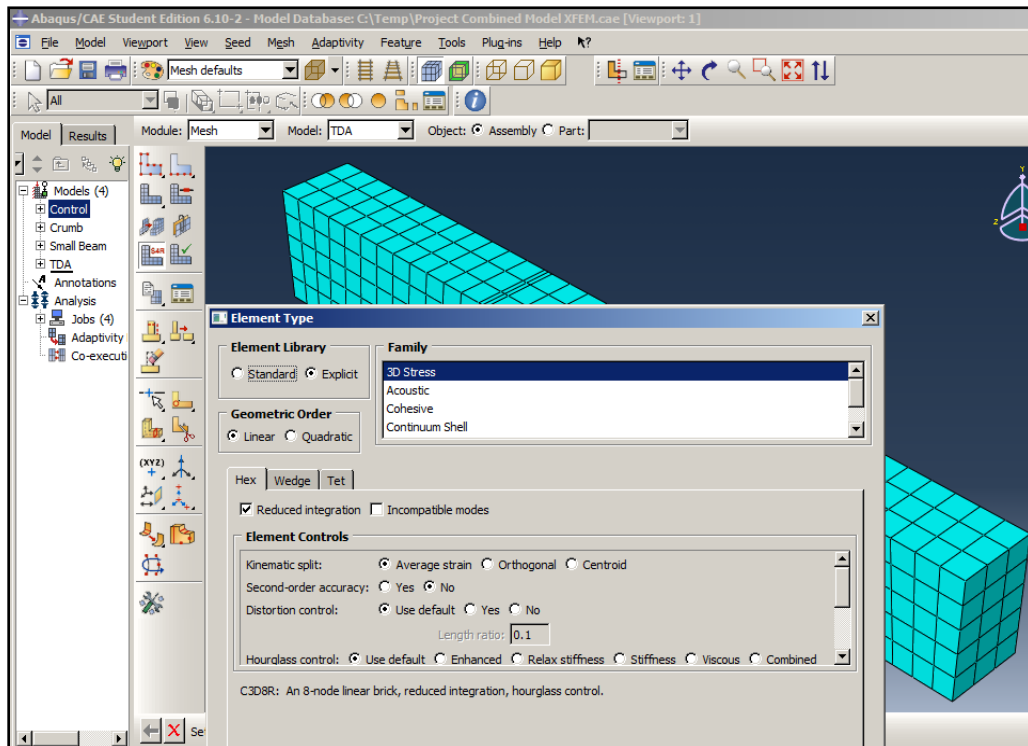 Abaqus/CAE Student Edition 6.10-2 - Model Database: C:\Temp\Project Combined Model XFEM.cae [Viewport: 1]
File Model Viewport View Seed Mesh Adaptivity Feature Tools Plug-ins Help ?
Mesh defaults
All
Model Results
Module: Mesh Model: TDA Object: Assembly Part:
Models (4)
Control
Crumb
Small Beam
TDA
Annotations
Analysis
Jobs (4)
Adaptivity
Co-executi
S4R
(XYZ)
Y
Z
Element Type
Element Library
Standard Explicit
Family
3D Stress
Acoustic
Cohesive
Continuum Shell
Geometric Order
Linear Quadratic
Hex Wedge Tet
Reduced integration Incompatible modes
Element Controls
Kinematic split: Average strain Orthogonal Centroid
Second-order accuracy: Yes No
Distortion control: Use default Yes No
Length ratio: 0.1
Hourglass control: Use default Enhanced Relax stiffness Stiffness Viscous Combined
C3D8R: An 8-node linear brick, reduced integration, hourglass control.
Se